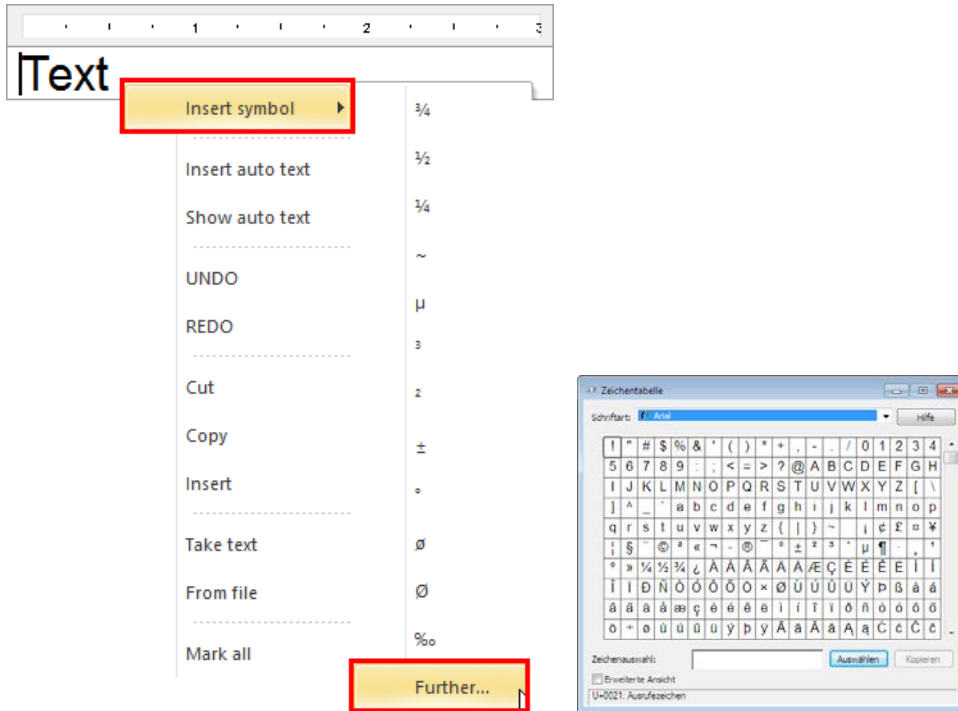 1 2 3
Text
Insert symbol
Insert auto text
Show auto text
UNDO
REDO
Cut
Copy
Insert
Take text
From file
Mark all
¾
½
¼
~
µ
³
²
±
°
ø
Ø
‰
Further...
Zeichentabelle
Schriftart: Arial Hilfe
! " # $ % & ' ( ) * + , - . / 0 1 2 3 4
5 6 7 8 9 : ; < = > ? @ A B C D E F G H
I J K L M N O P Q R S T U V W X Y Z [ \
] ^ _ ` a b c d e f g h i j k l m n o p
q r s t u v w x y z { | } ~ ¡ ¢ £ ¤ ¥
¦ § ¨ © ª « ¬ - ® ¯ ° ± ² ³ ´ µ ¶ · ¸ ¹
º » ¼ ½ ¾ ¿ À Á Â Ã Ä Å Æ Ç È É Ê Ë Ì Í
Î Ï Ð Ñ Ò Ó Ô Õ Ö × Ø Ù Ú Û Ü Ý Þ ß à á
â ã ä å æ ç è é ê ë ì í î ï ð ñ ò ó ô õ
ö ÷ ø ù ú û ü ý þ ÿ Ā ā Ă ă Ą ą Ć ć Ĉ ĉ
Zeichenauswahl: Auswählen Kopieren
Erweiterte Ansicht
U+0021: Ausrufezeichen